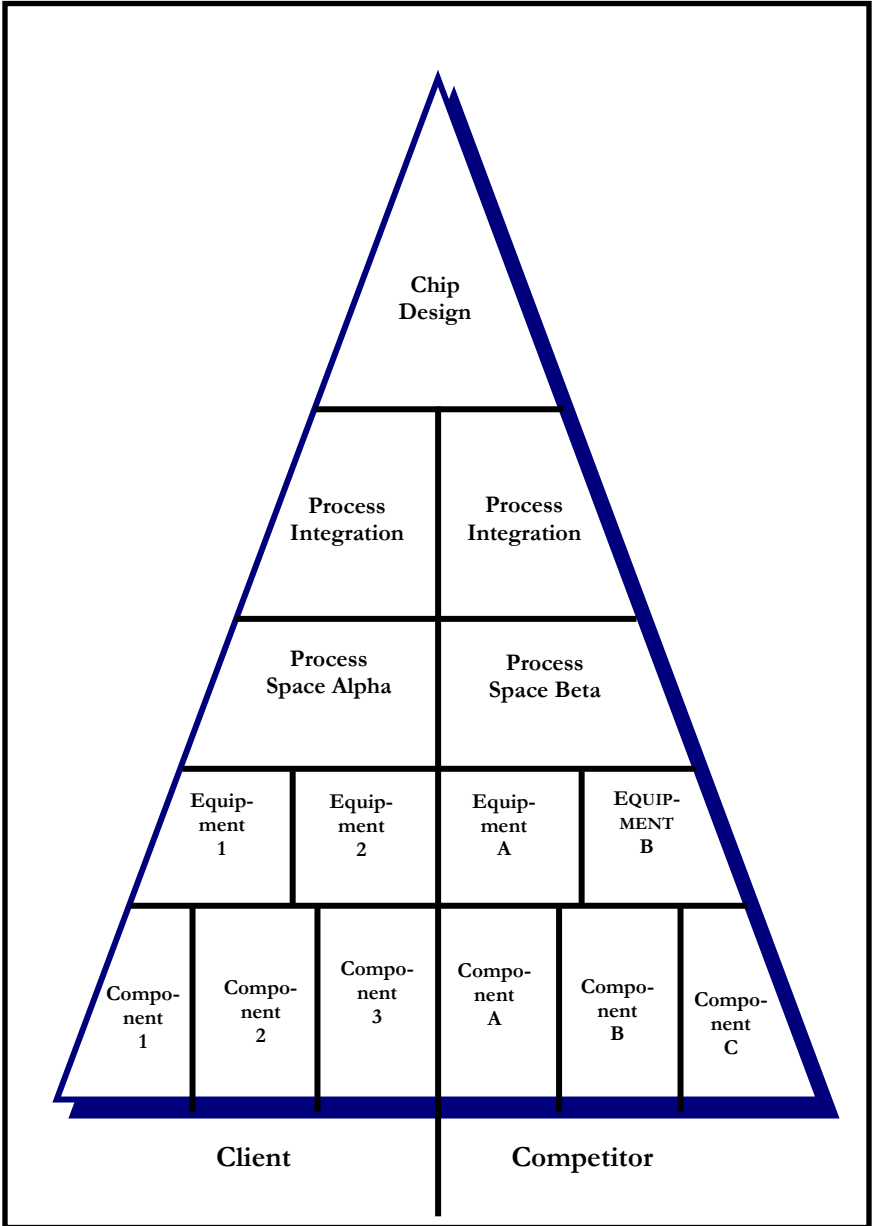 Chip
Design
Process
Integration
Process
Integration
Process
Space Alpha
Process
Space Beta
Equip-
ment
1
Equip-
ment
2
Equip-
ment
A
EQUIP-
MENT
B
Compo-
nent
1
Compo-
nent
2
Compo-
nent
3
Compo-
nent
A
Compo-
nent
B
Compo-
nent
C
Client
Competitor